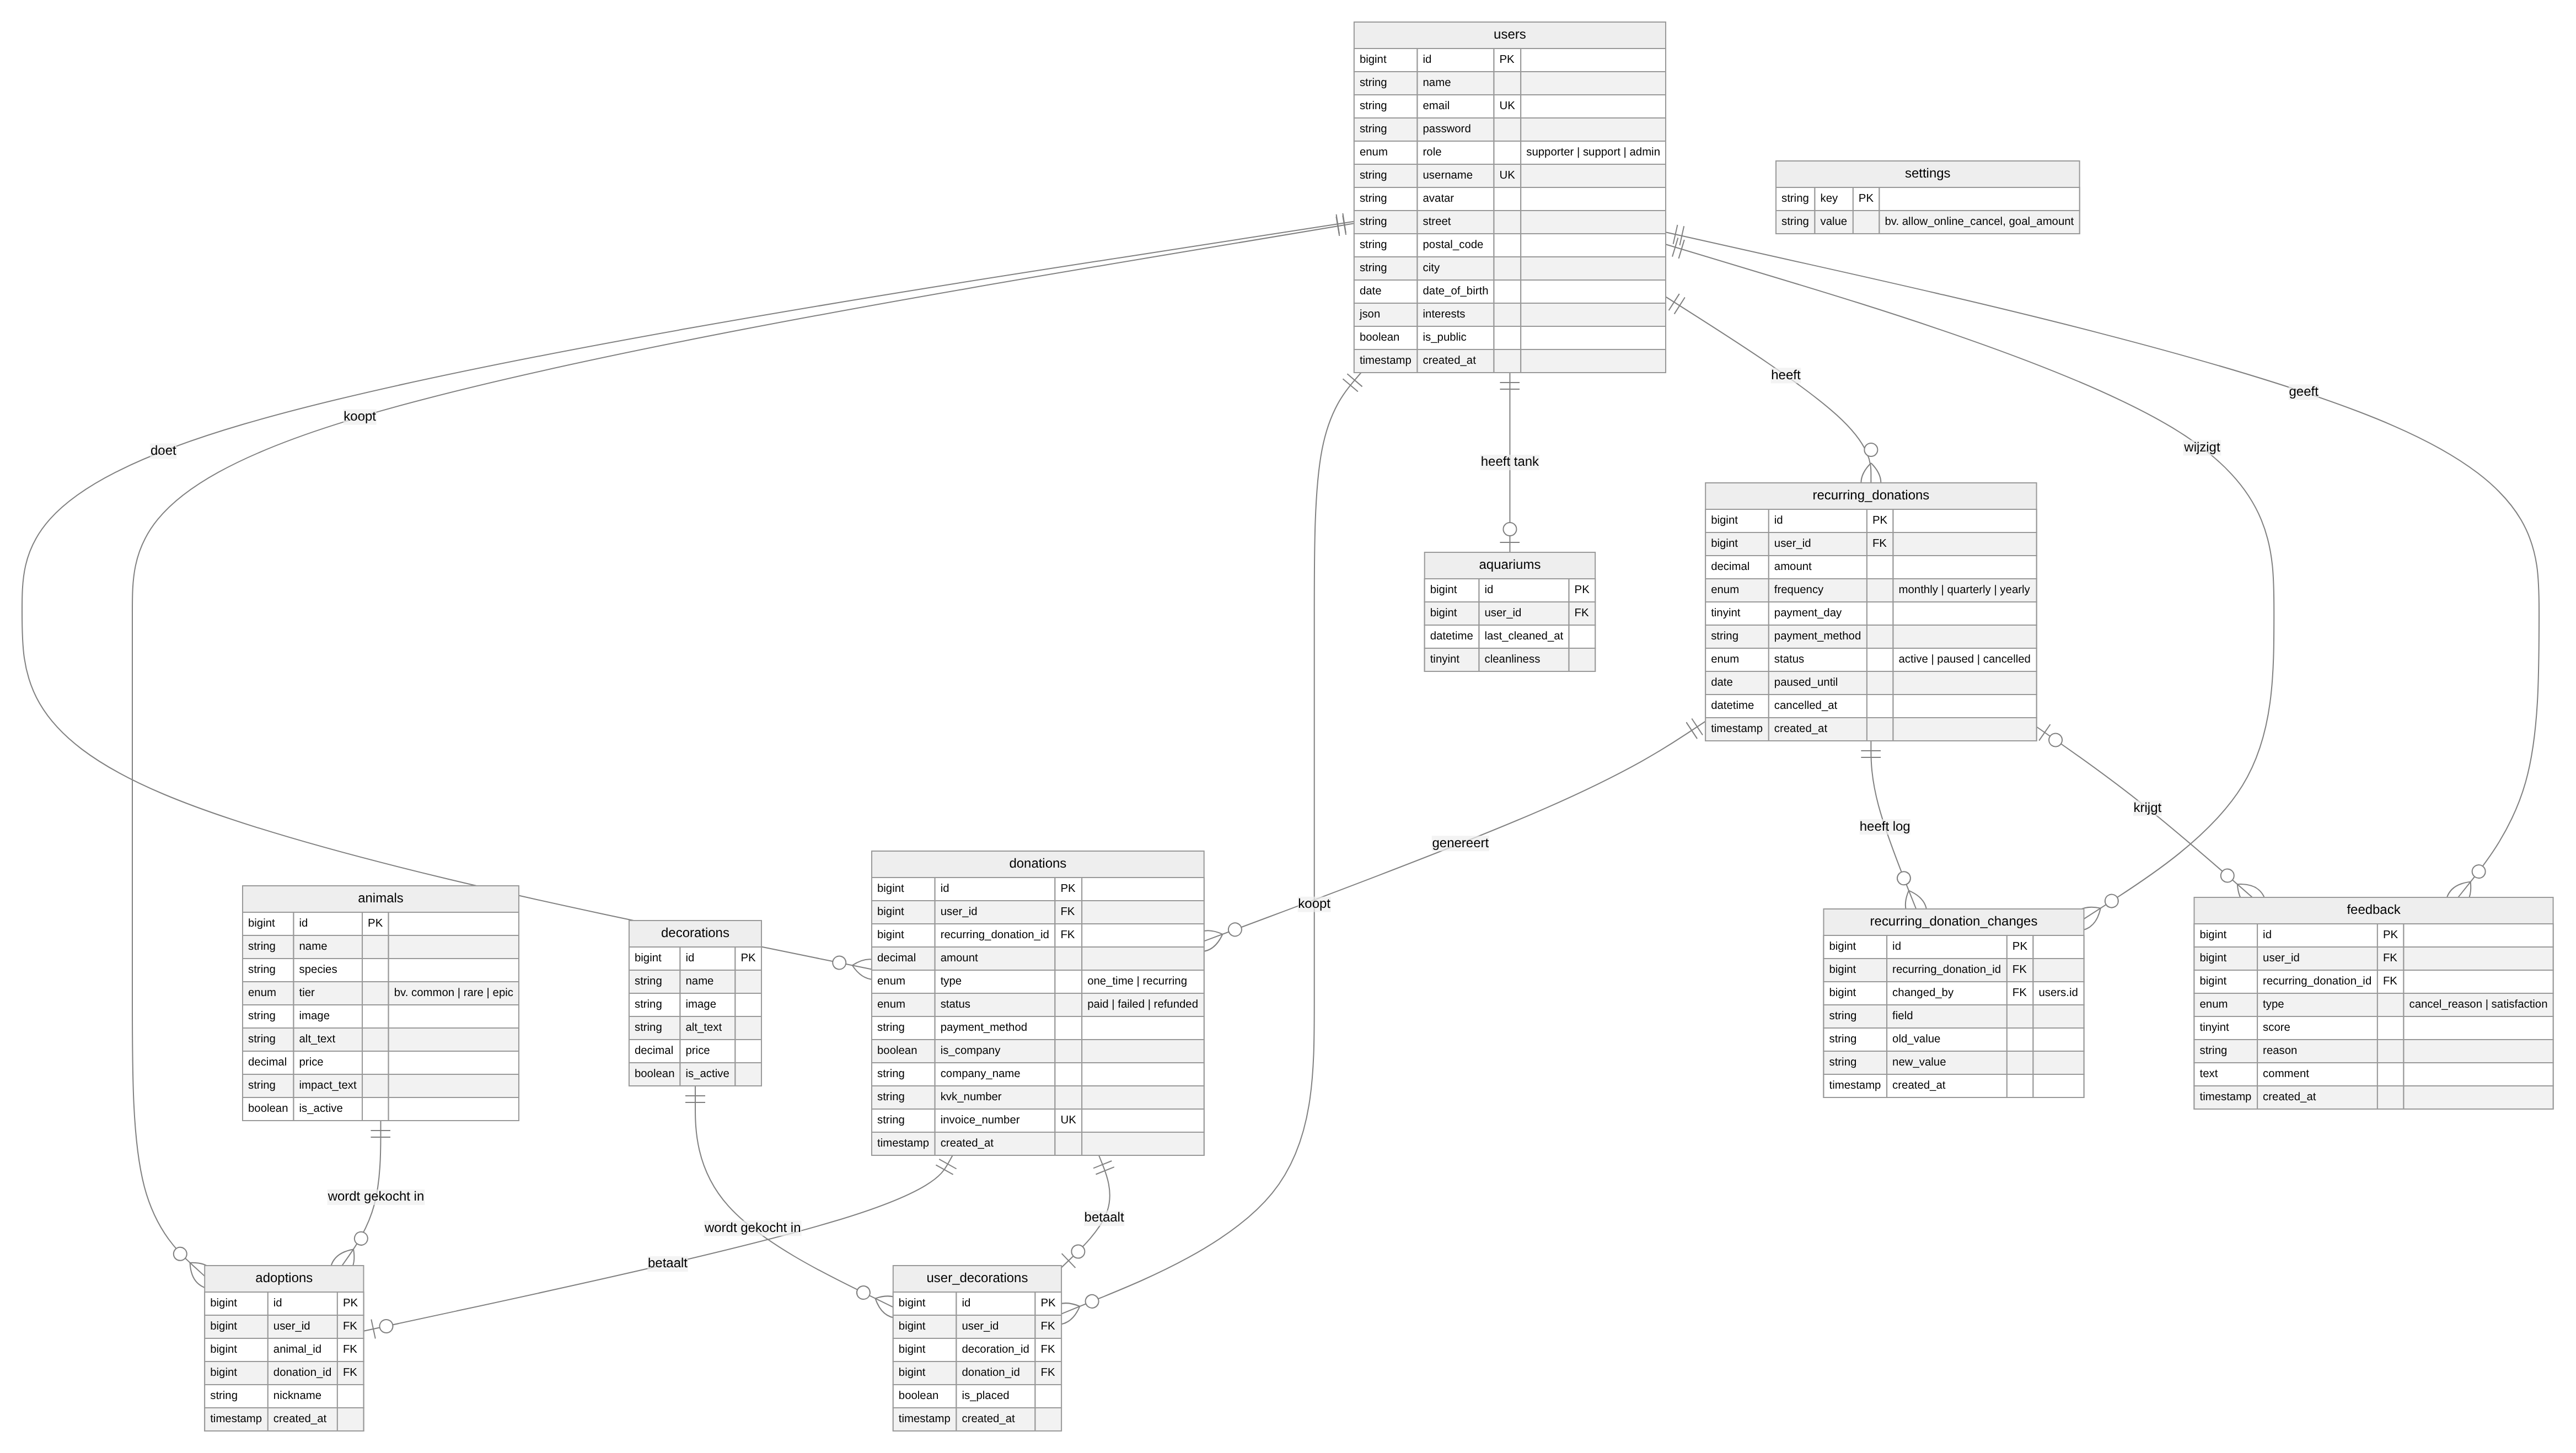 users
bigint id PK
string name
string email UK
string password
enum role supporter | support | admin
string username UK
string avatar
string street
string postal_code
string city
date date_of_birth
json interests
boolean is_public
timestamp created_at
settings
string key PK
string value bv. allow_online_cancel, goal_amount
koopt
doet
heeft tank
heeft
wijzigt
geeft
recurring_donations
bigint id PK
bigint user_id FK
decimal amount
enum frequency monthly | quarterly | yearly
tinyint payment_day
string payment_method
enum status active | paused | cancelled
date paused_until
datetime cancelled_at
timestamp created_at
aquariums
bigint id PK
bigint user_id FK
datetime last_cleaned_at
tinyint cleanliness
genereert
heeft log
krijgt
koopt
animals
bigint id PK
string name
string species
enum tier bv. common | rare | epic
string image
string alt_text
decimal price
string impact_text
boolean is_active
decorations
bigint id PK
string name
string image
string alt_text
decimal price
boolean is_active
donations
bigint id PK
bigint user_id FK
bigint recurring_donation_id FK
decimal amount
enum type one_time | recurring
enum status paid | failed | refunded
string payment_method
boolean is_company
string company_name
string kvk_number
string invoice_number UK
timestamp created_at
recurring_donation_changes
bigint id PK
bigint recurring_donation_id FK
bigint changed_by FK users.id
string field
string old_value
string new_value
timestamp created_at
feedback
bigint id PK
bigint user_id FK
bigint recurring_donation_id FK
enum type cancel_reason | satisfaction
tinyint score
string reason
text comment
timestamp created_at
wordt gekocht in
wordt gekocht in
betaalt
betaalt
adoptions
bigint id PK
bigint user_id FK
bigint animal_id FK
bigint donation_id FK
string nickname
timestamp created_at
user_decorations
bigint id PK
bigint user_id FK
bigint decoration_id FK
bigint donation_id FK
boolean is_placed
timestamp created_at